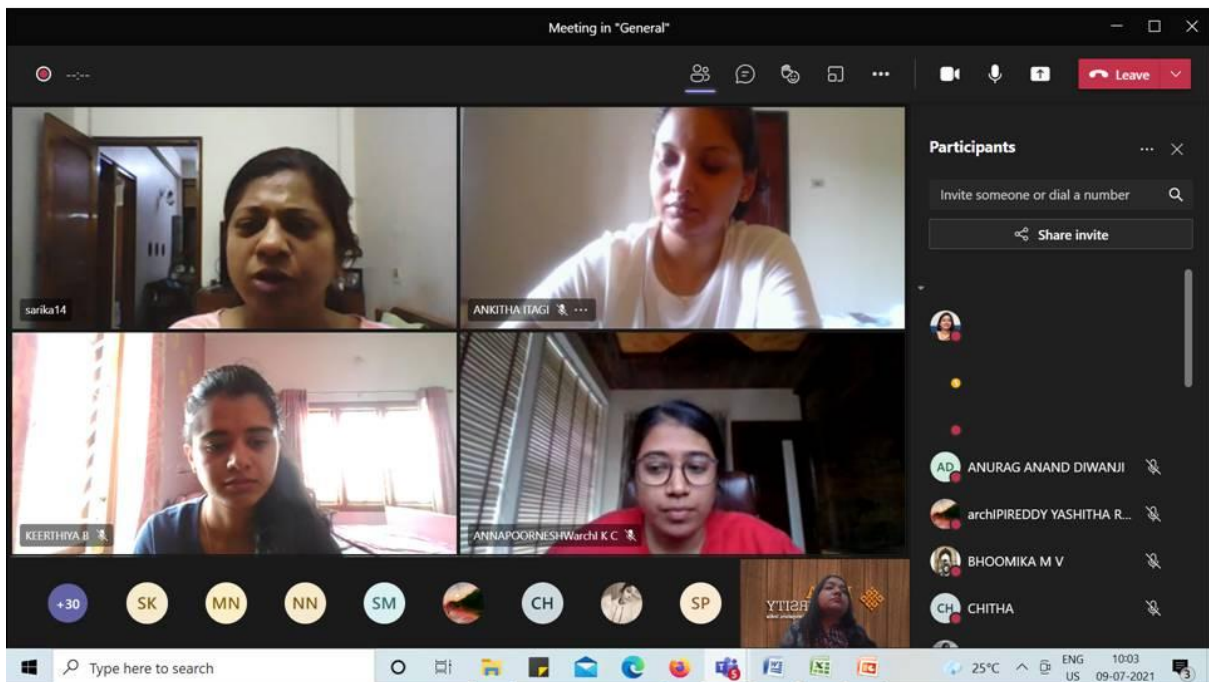 Meeting in "General"
--:--
Leave
sarika14
ANKITHA ITAGI
KEERTHIYA B
ANNAPOORNESHWarchI K C
+30
SK
MN
NN
SM
CH
SP
Participants
Invite someone or dial a number
Share invite
S
AD ANURAG ANAND DIWANJI
archIPIREDDY YASHITHA R...
BHOOMIKA M V
CH CHITHA
Type here to search
25°C
ENG
US
10:03
09-07-2021
3